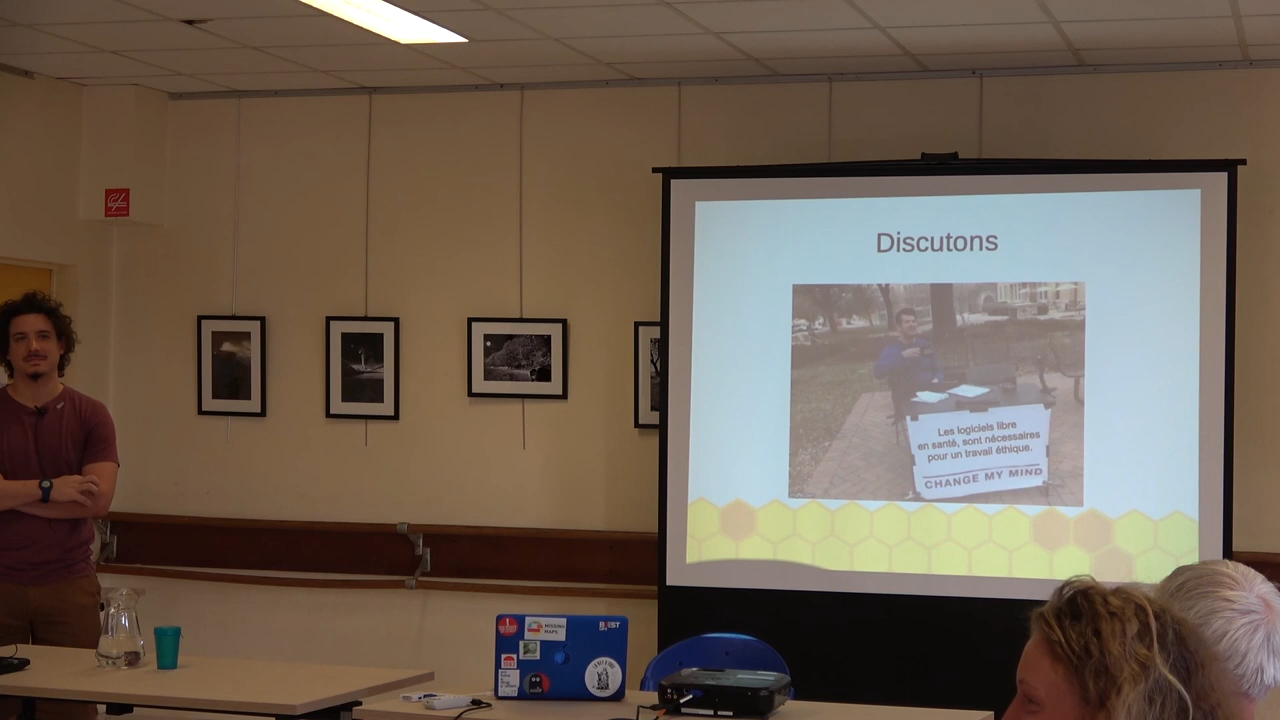 Discutons
Les logiciels libre
en santé, sont nécessaires
pour un travail éthique.
CHANGE MY MIND
MISSING
MAPS